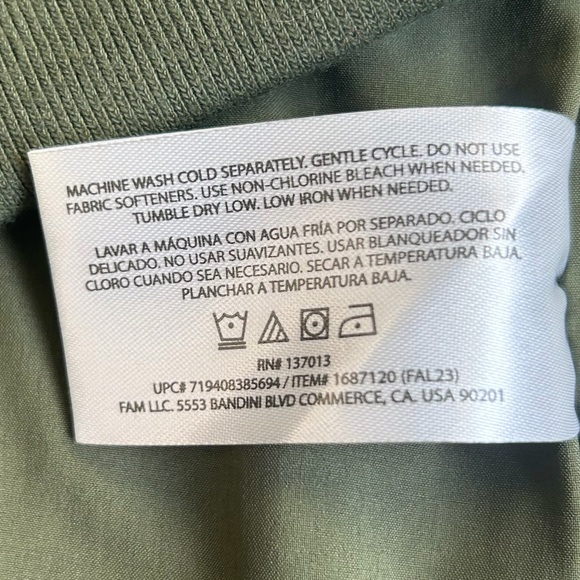 MACHINE WASH COLD SEPARATELY. GENTLE CYCLE. DO NOT USE
FABRIC SOFTENERS. USE NON-CHLORINE BLEACH WHEN NEEDED.
TUMBLE DRY LOW. LOW IRON WHEN NEEDED.
LAVAR A MÁQUINA CON AGUA FRÍA POR SEPARADO. CICLO
DELICADO. NO USAR SUAVIZANTES. USAR BLANQUEADOR SIN
CLORO CUANDO SEA NECESARIO. SECAR A TEMPERATURA BAJA.
PLANCHAR A TEMPERATURA BAJA.
RN# 137013
UPC# 719408385694 / ITEM# 1687120 (FAL23)
FAM LLC. 5553 BANDINI BLVD COMMERCE, CA. USA 90201